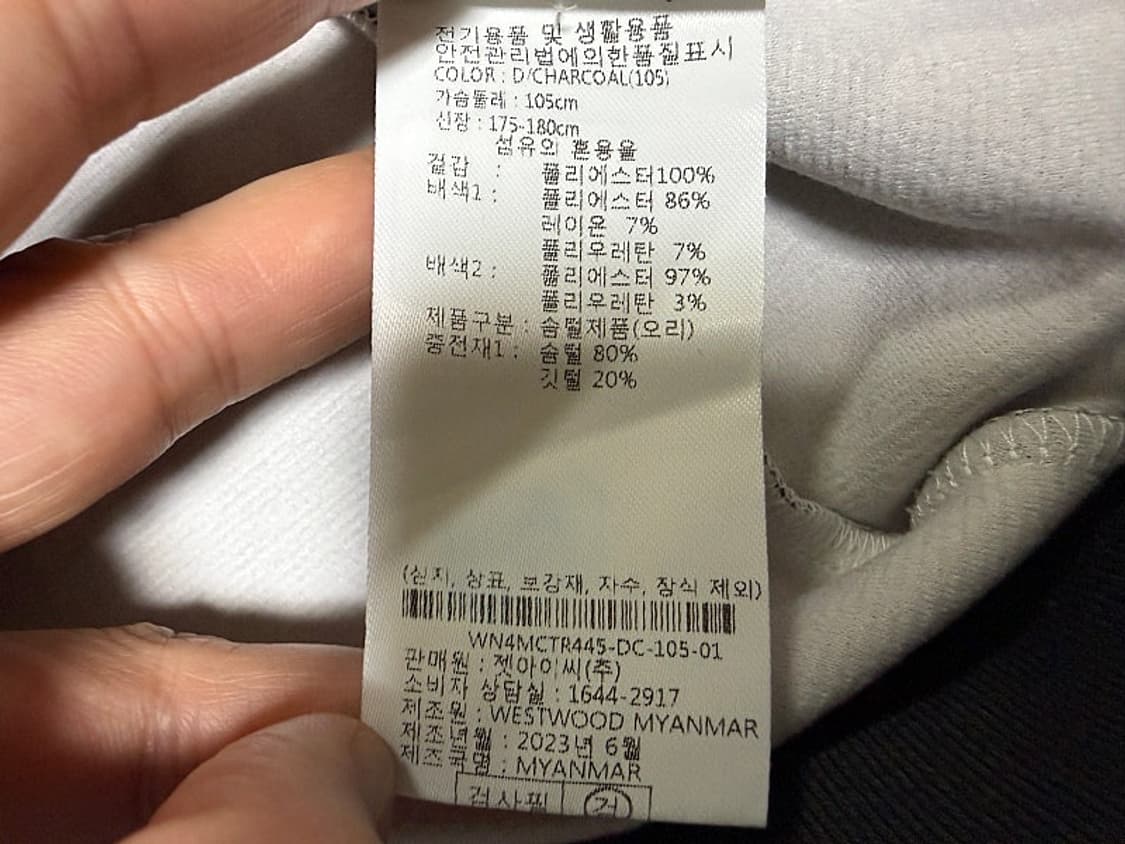 전기용품 및 생활용품
안전관리법에의한품질표시
COLOR : D/CHARCOAL(105)
가슴둘레 : 105cm
신장 : 175-180cm
섬유의 혼용율
겉감 : 폴리에스터100%
배색1 : 폴리에스터 86%
레이온 7%
폴리우레탄 7%
배색2 : 폴리에스터 97%
폴리우레탄 3%
제품구분 : 솜털제품(오리)
충전재1 : 솜털 80%
깃털 20%
(심지, 상표, 보강재, 자수, 장식 제외)
WN4MCTR445-DC-105-01
판매원 : 젯아이씨(주)
소비자 상담실 : 1644-2917
제조원 : WESTWOOD MYANMAR
제조년월 : 2023년 6월
제조국명 : MYANMAR
검사필 검